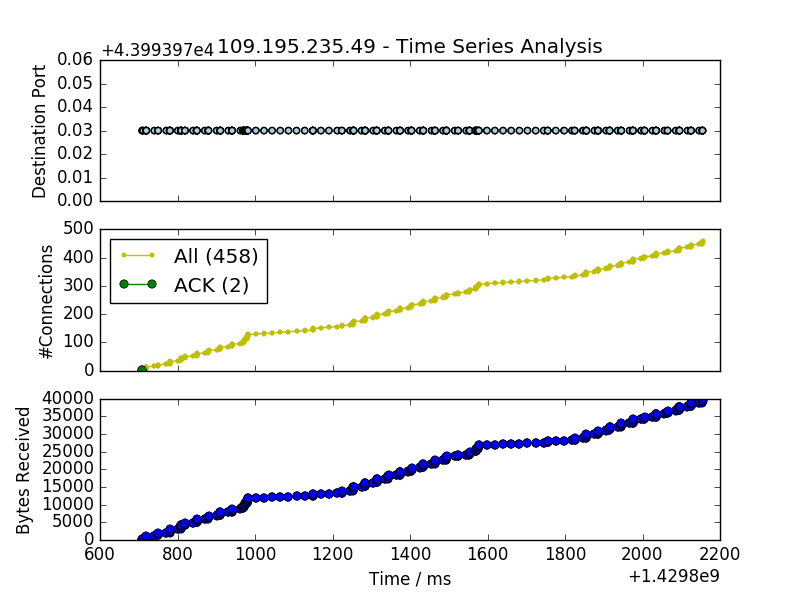 +4.399397e4
109.195.235.49 - Time Series Analysis
Destination Port
0.06
0.05
0.04
0.03
0.02
0.01
0.00
#Connections
500
400
300
200
100
0
All (458)
ACK (2)
Bytes Received
40000
35000
30000
25000
20000
15000
10000
5000
0
600 800 1000 1200 1400 1600 1800 2000 2200
Time / ms
+1.4298e9